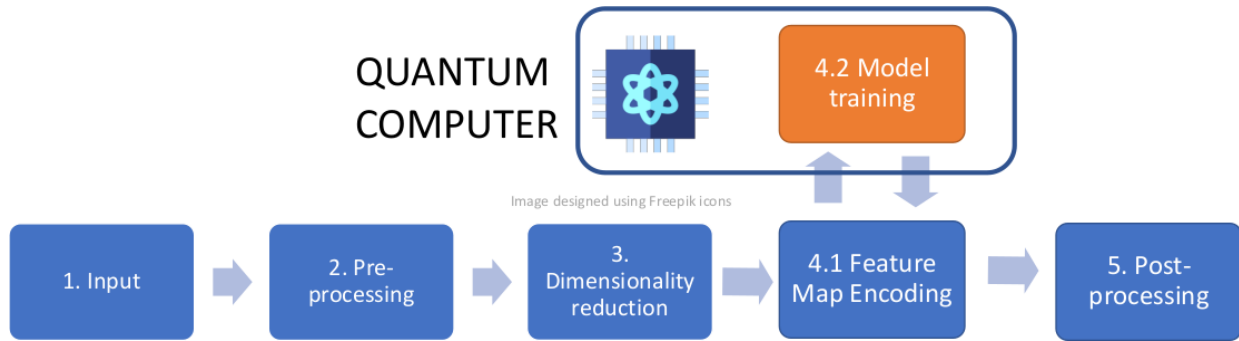 QUANTUM
COMPUTER
4.2 Model
training
Image designed using Freepik icons
1. Input
2. Pre-
processing
3.
Dimensionality
reduction
4.1 Feature
Map Encoding
5. Post-
processing